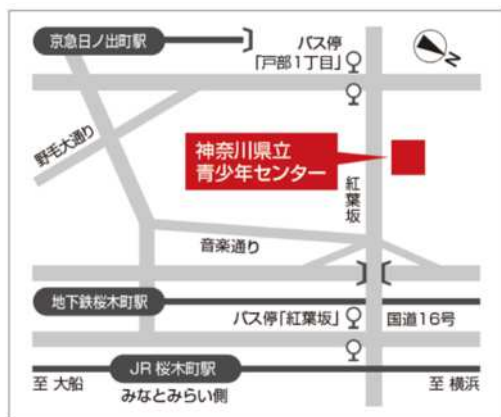 京急日ノ出町駅
バス停
「戸部1丁目」
N
野毛大通り
神奈川県立
青少年センター
紅葉坂
音楽通り
地下鉄桜木町駅
バス停「紅葉坂」
国道16号
JR 桜木町駅
至 大船
みなとみらい側
至 横浜